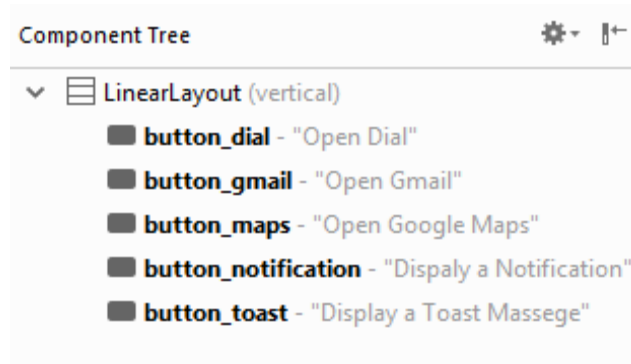 Component Tree
LinearLayout (vertical)
button_dial - "Open Dial"
button_gmail - "Open Gmail"
button_maps - "Open Google Maps"
button_notification - "Dispaly a Notification"
button_toast - "Display a Toast Massege"